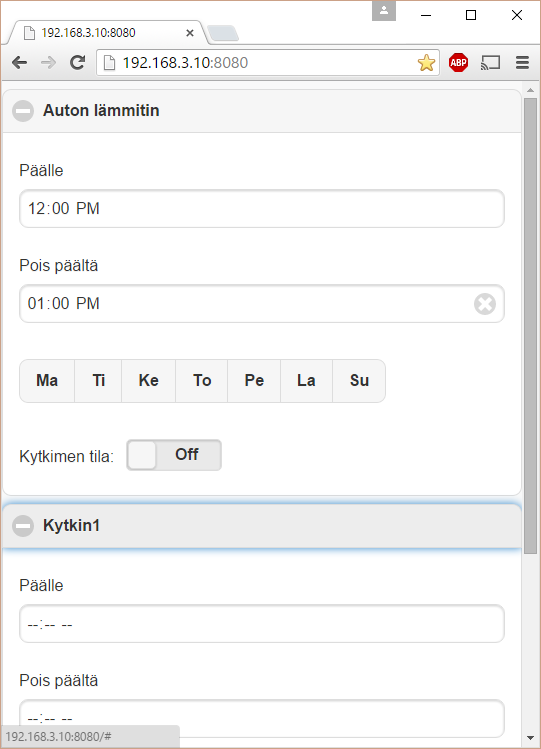 192.168.3.10:8080
192.168.3.10:8080
ABP
Auton lämmitin
Päälle
12:00 PM
Pois päältä
01:00 PM
Ma Ti Ke To Pe La Su
Kytkimen tila: Off
Kytkin1
Päälle
--:-- --
Pois päältä
--:-- --
192.168.3.10:8080/#